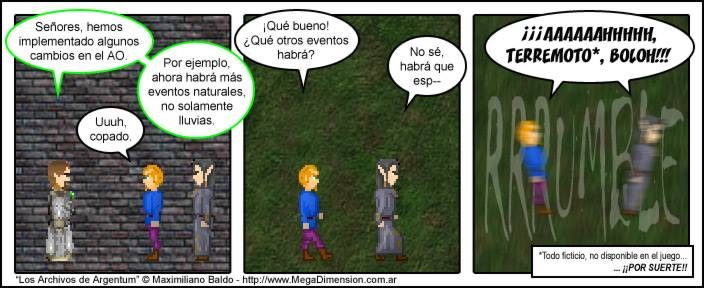 Señores, hemos
implementado algunos
cambios en el AO.
Por ejemplo,
ahora habrá más
eventos naturales,
no solamente
lluvias.
Uuuh,
copado.
¡Qué bueno!
¿Qué otros eventos
habrá?
No sé,
habrá que
esp--
¡¡¡AAAAAAHHHHH,
TERREMOTO*, BOLOH!!!
RRRUMBLE
*Todo ficticio, no disponible en el juego...
... ¡¡POR SUERTE!!
"Los Archivos de Argentum" © Maximiliano Baldo - http://www.MegaDimension.com.ar